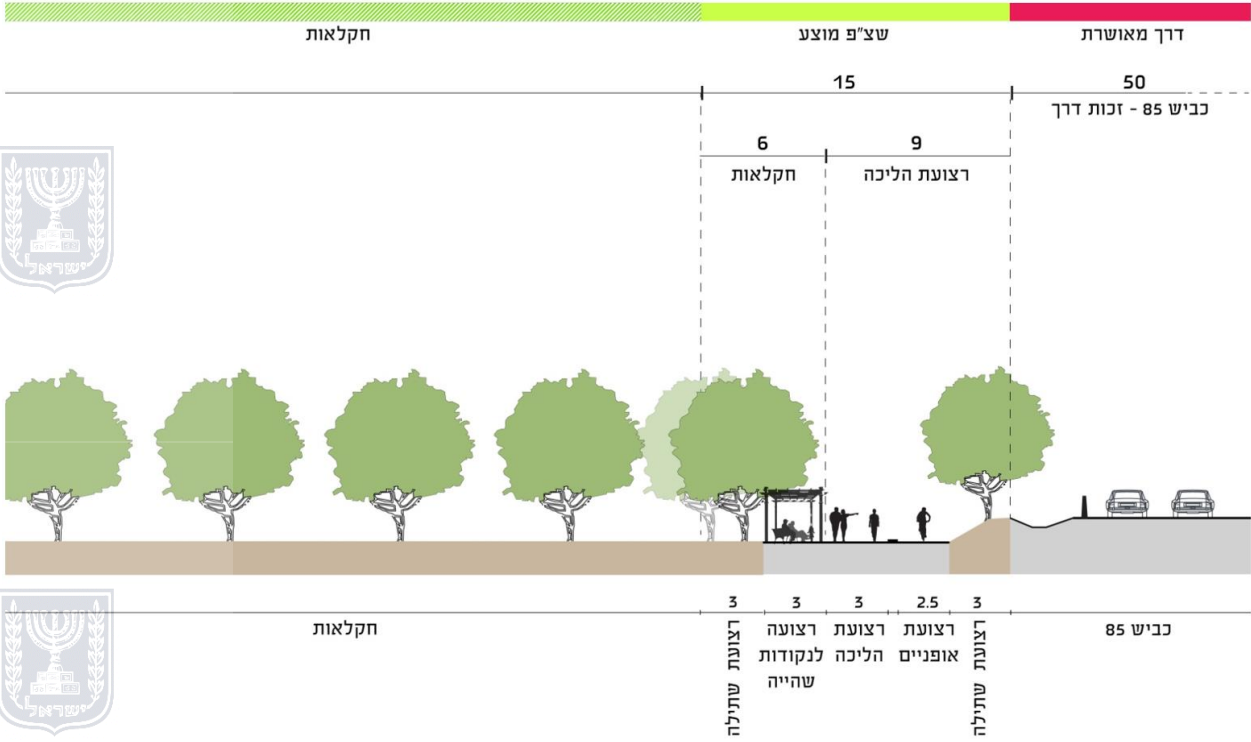 דרך מאושרת
שצ"פ מוצע
חקלאות
50
15
כביש 85 - זכות דרך
9
6
רצועת הליכה
חקלאות
ישראל
3
2.5
3
3
3
כביש 85
רצועת שתילה
רצועת
אופניים
רצועת
הליכה
רצועה
לנקודות
שהייה
רצועת שתילה
חקלאות
ישראל